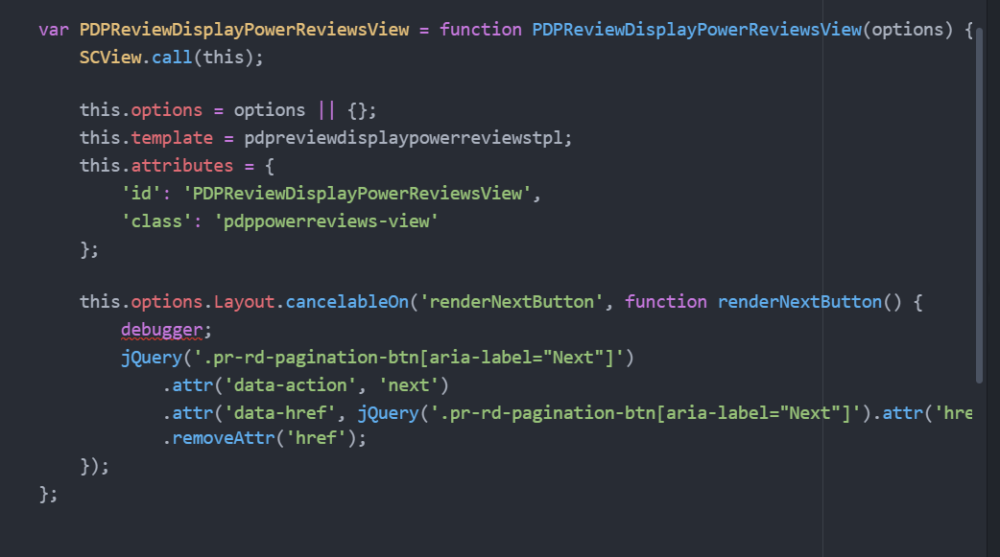 var PDPReviewDisplayPowerReviewsView = function PDPReviewDisplayPowerReviewsView(options) {
    SCView.call(this);

    this.options = options || {};
    this.template = pdpreviewdisplaypowerreviewstpl;
    this.attributes = {
        'id': 'PDPReviewDisplayPowerReviewsView',
        'class': 'pdppowerreviews-view'
    };

    this.options.Layout.cancelableOn('renderNextButton', function renderNextButton() {
        debugger;
        jQuery('.pr-rd-pagination-btn[aria-label="Next"]')
            .attr('data-action', 'next')
            .attr('data-href', jQuery('.pr-rd-pagination-btn[aria-label="Next"]').attr('hre
            .removeAttr('href');
    });
};